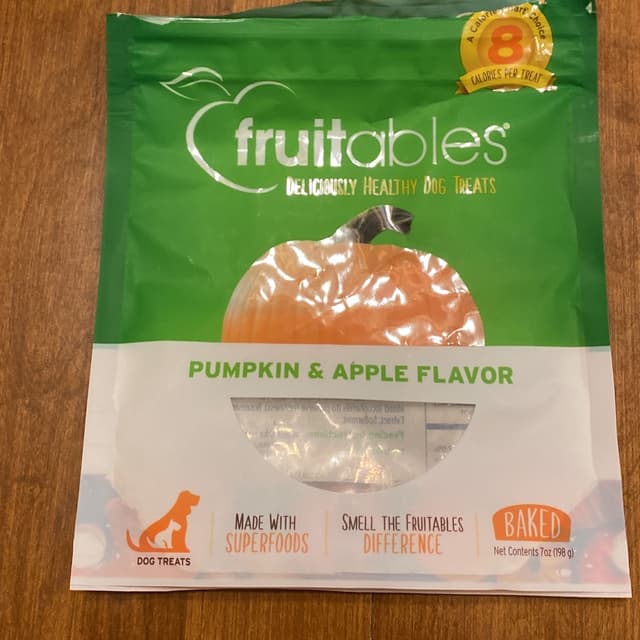 A Calorie Smart Choice
8
CALORIES PER TREAT
fruitables®
DELICIOUSLY HEALTHY DOG TREATS
PUMPKIN & APPLE FLAVOR
MADE WITH
SUPERFOODS
SMELL THE FRUITABLES
DIFFERENCE
BAKED
DOG TREATS
Net Contents 7oz (198 g)